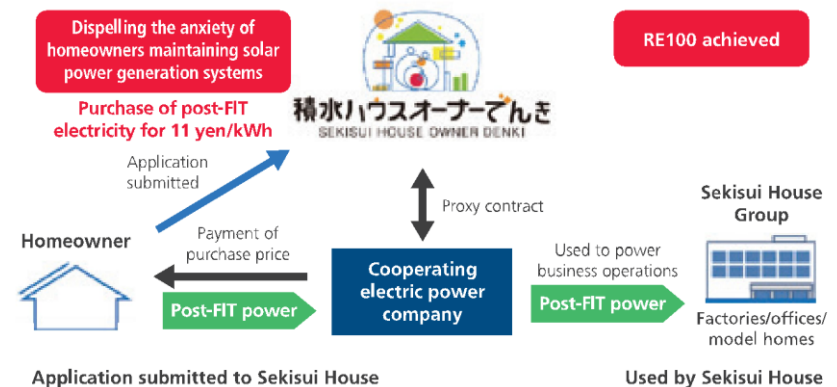 Dispelling the anxiety of
homeowners maintaining solar
power generation systems
RE100 achieved
Purchase of post-FIT
electricity for 11 yen/kWh
積水ハウスオーナーでんき
SEKISUI HOUSE OWNER DENKI
Application
submitted
Proxy contract
Sekisui House
Group
Homeowner
Payment of
purchase price
Cooperating
electric power
company
Used to power
business operations
Post-FIT power
Post-FIT power
Factories/offices/
model homes
Application submitted to Sekisui House
Used by Sekisui House